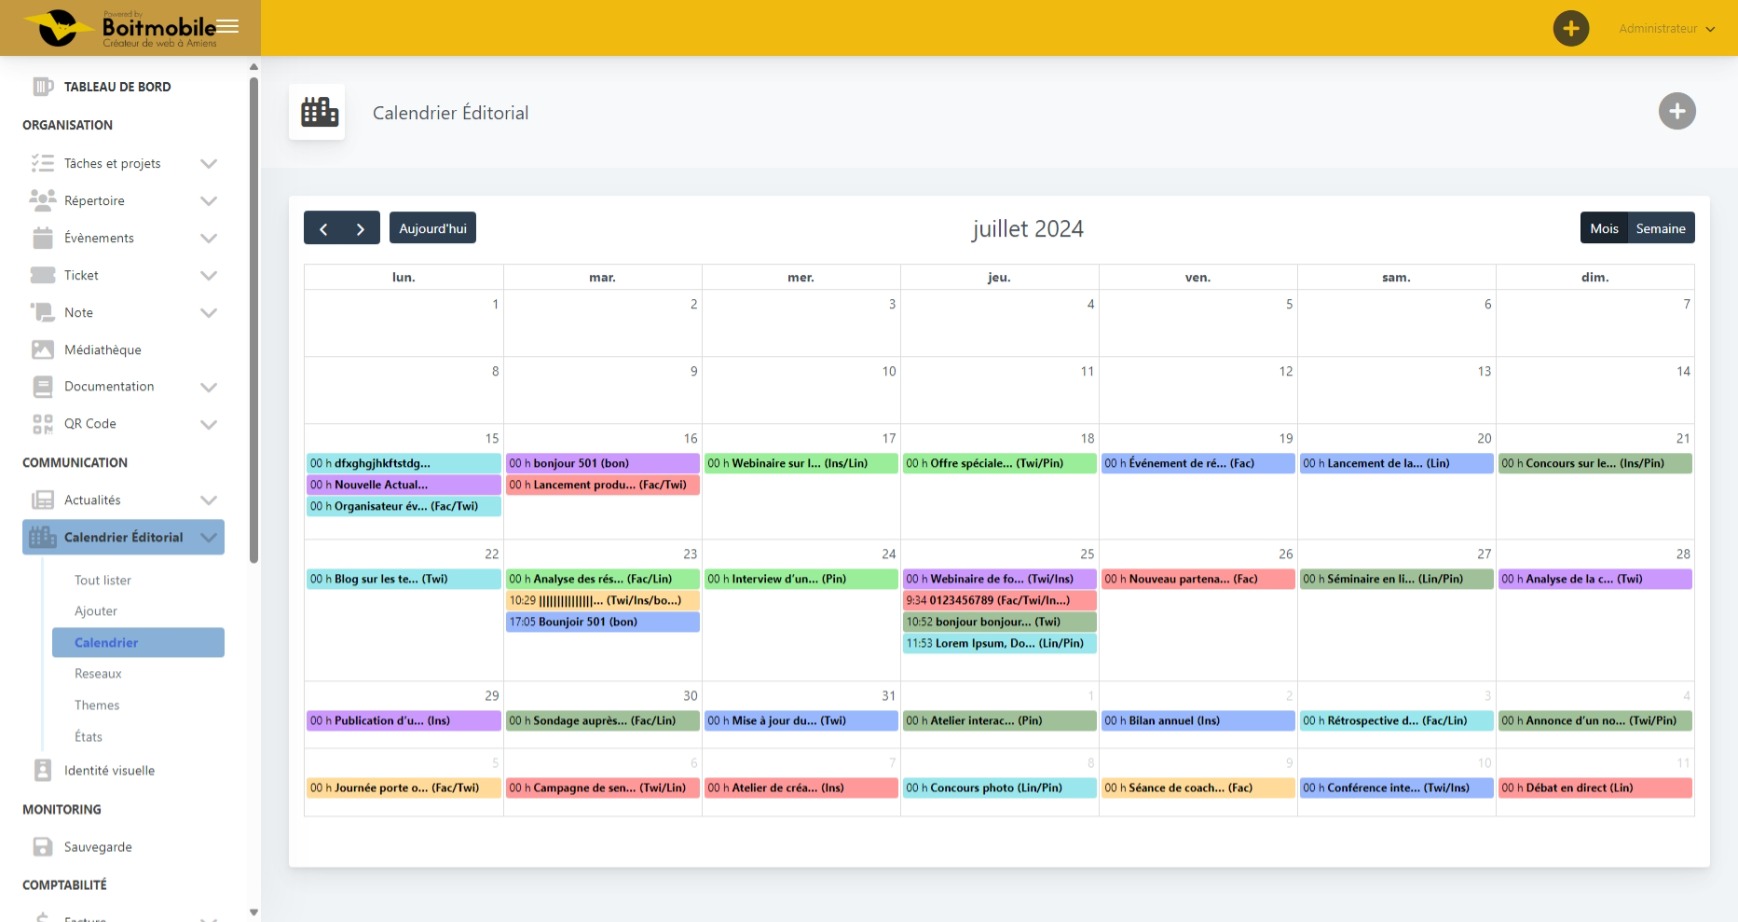 Powered by
Boitmobile
Créateur de web à Amiens
Administrateur
TABLEAU DE BORD
ORGANISATION
Tâches et projets
Répertoire
Évènements
Ticket
Note
Médiathèque
Documentation
QR Code
COMMUNICATION
Actualités
Calendrier Éditorial
Tout lister
Ajouter
Calendrier
Reseaux
Themes
États
Identité visuelle
MONITORING
Sauvegarde
COMPTABILITÉ
Facture
Calendrier Éditorial
Aujourd'hui
juillet 2024
Mois Semaine
lun. mar. mer. jeu. ven. sam. dim.
1 2 3 4 5 6 7
8 9 10 11 12 13 14
15 16 17 18 19 20 21
00 h dfxghgjhkftstdg... 00 h bonjour 501 (bon) 00 h Webinaire sur l... (Ins/Lin) 00 h Offre spéciale... (Twi/Pin) 00 h Événement de ré... (Fac) 00 h Lancement de la... (Lin) 00 h Concours sur le... (Ins/Pin)
00 h Nouvelle Actual... 00 h Lancement produ... (Fac/Twi)
00 h Organisateur év... (Fac/Twi)
22 23 24 25 26 27 28
00 h Blog sur les te... (Twi) 00 h Analyse des rés... (Fac/Lin) 00 h Interview d'un... (Pin) 00 h Webinaire de fo... (Twi/Ins) 00 h Nouveau partena... (Fac) 00 h Séminaire en li... (Lin/Pin) 00 h Analyse de la c... (Twi)
10:29 |||||||||||||||... (Twi/Ins/bo...) 9:34 0123456789 (Fac/Twi/In...)
17:05 Bounjoir 501 (bon) 10:52 bonjour bonjour... (Twi)
11:53 Lorem Ipsum, Do... (Lin/Pin)
29 30 31 1 2 3 4
00 h Publication d'u... (Ins) 00 h Sondage auprès... (Fac/Lin) 00 h Mise à jour du... (Twi) 00 h Atelier interac... (Pin) 00 h Bilan annuel (Ins) 00 h Rétrospective d... (Fac/Lin) 00 h Annonce d'un no... (Twi/Pin)
5 6 7 8 9 10 11
00 h Journée porte o... (Fac/Twi) 00 h Campagne de sen... (Twi/Lin) 00 h Atelier de créa... (Ins) 00 h Concours photo (Lin/Pin) 00 h Séance de coach... (Fac) 00 h Conférence inte... (Twi/Ins) 00 h Débat en direct (Lin)